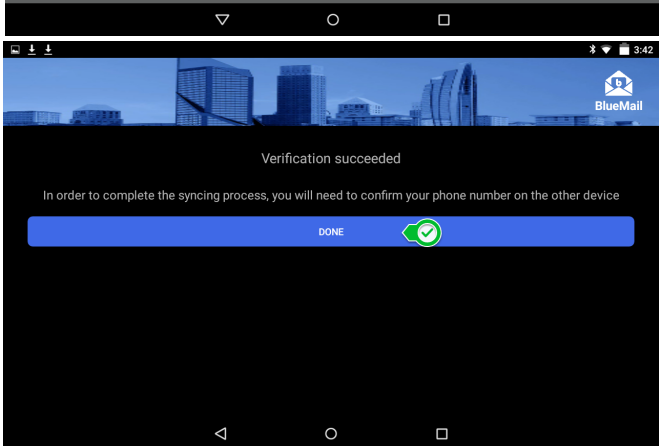 3:42
b
BlueMail
Verification succeeded
In order to complete the syncing process, you will need to confirm your phone number on the other device
DONE